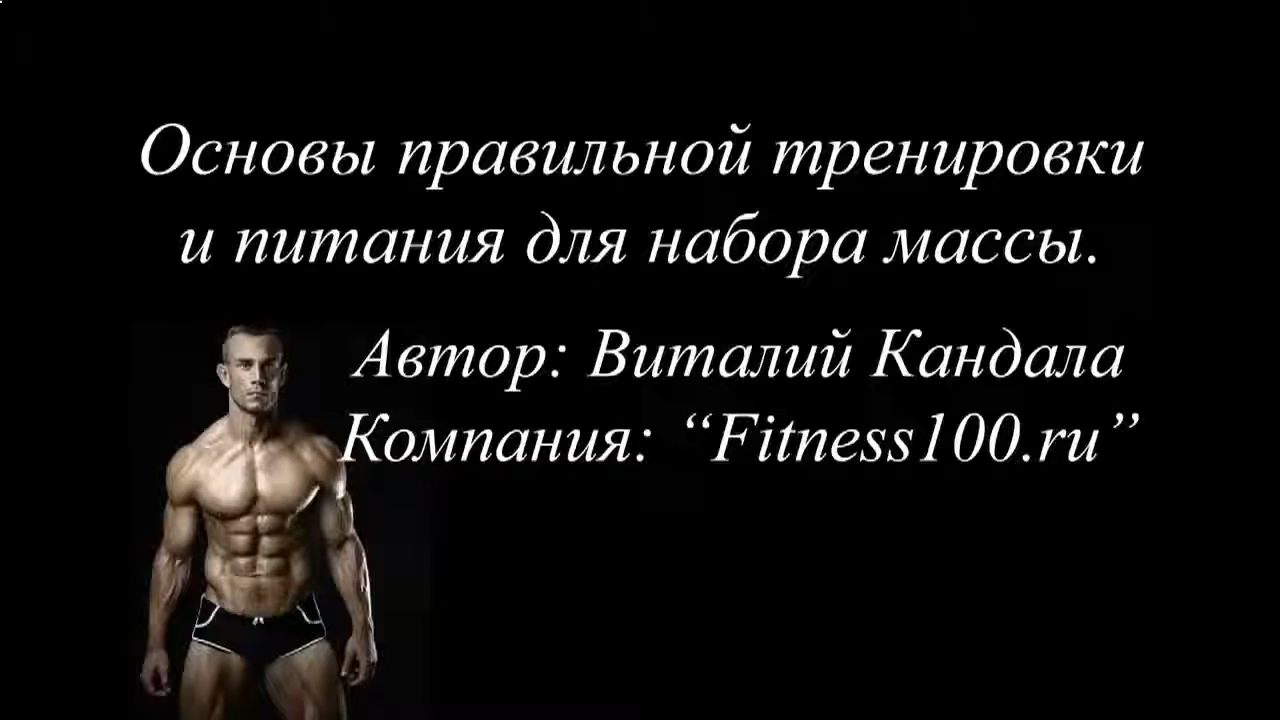 Основы правильной тренировки
и питания для набора массы.
Автор: Виталий Кандала
Компания: “Fitness100.ru”